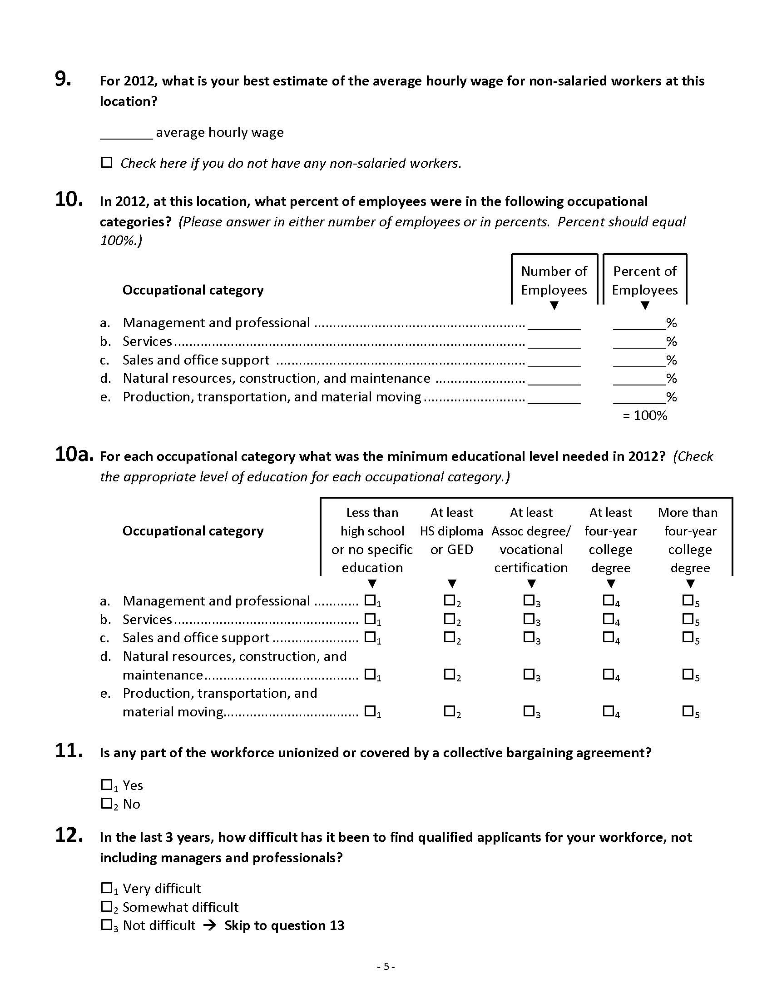 9. For 2012, what is your best estimate of the average hourly wage for non-salaried workers at this
location?
_______ average hourly wage
☐ Check here if you do not have any non-salaried workers.
10. In 2012, at this location, what percent of employees were in the following occupational
categories? (Please answer in either number of employees or in percents. Percent should equal
100%.)
Number of Percent of
Occupational category Employees Employees
▼ ▼
a. Management and professional ........................................................ _______ _______%
b. Services ............................................................................................. _______ _______%
c. Sales and office support .................................................................. _______ _______%
d. Natural resources, construction, and maintenance ........................ _______ _______%
e. Production, transportation, and material moving ........................... _______ _______%
= 100%
10a. For each occupational category what was the minimum educational level needed in 2012? (Check
the appropriate level of education for each occupational category.)
Less than At least At least At least More than
Occupational category high school HS diploma Assoc degree/ four-year four-year
or no specific or GED vocational college college
education certification degree degree
▼ ▼ ▼ ▼ ▼
a. Management and professional ............ ☐1 ☐2 ☐3 ☐4 ☐5
b. Services ................................................. ☐1 ☐2 ☐3 ☐4 ☐5
c. Sales and office support ....................... ☐1 ☐2 ☐3 ☐4 ☐5
d. Natural resources, construction, and
maintenance ......................................... ☐1 ☐2 ☐3 ☐4 ☐5
e. Production, transportation, and
material moving .................................... ☐1 ☐2 ☐3 ☐4 ☐5
11. Is any part of the workforce unionized or covered by a collective bargaining agreement?
☐1 Yes
☐2 No
12. In the last 3 years, how difficult has it been to find qualified applicants for your workforce, not
including managers and professionals?
☐1 Very difficult
☐2 Somewhat difficult
☐3 Not difficult → Skip to question 13
- 5 -